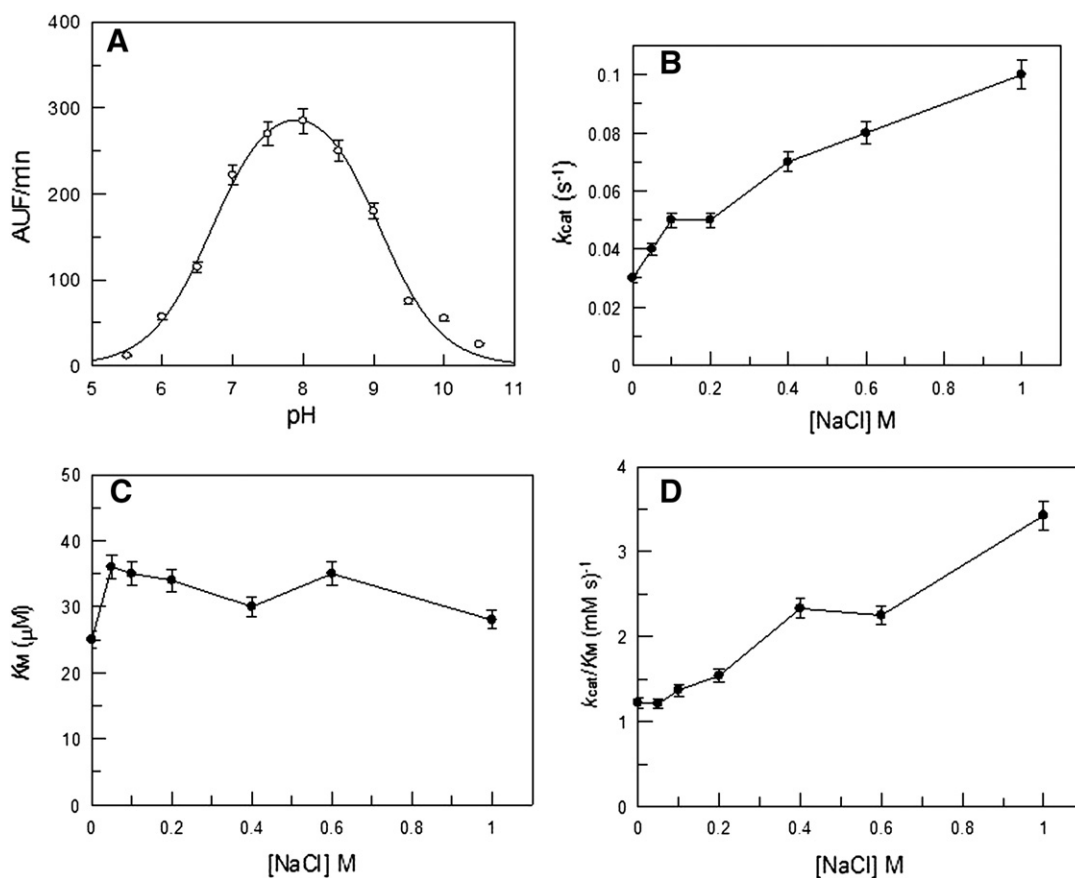 A
AUF/min
400
300
200
100
0
5 6 7 8 9 10 11
pH
B
kcat (s-1)
0.1
0.08
0.06
0.04
0.02
0
0 0.2 0.4 0.6 0.8 1
[NaCl] M
C
KM (µM)
50
40
30
20
10
0
0 0.2 0.4 0.6 0.8 1
[NaCl] M
D
kcat/KM (mM s)-1
4
3
2
1
0
0 0.2 0.4 0.6 0.8 1
[NaCl] M